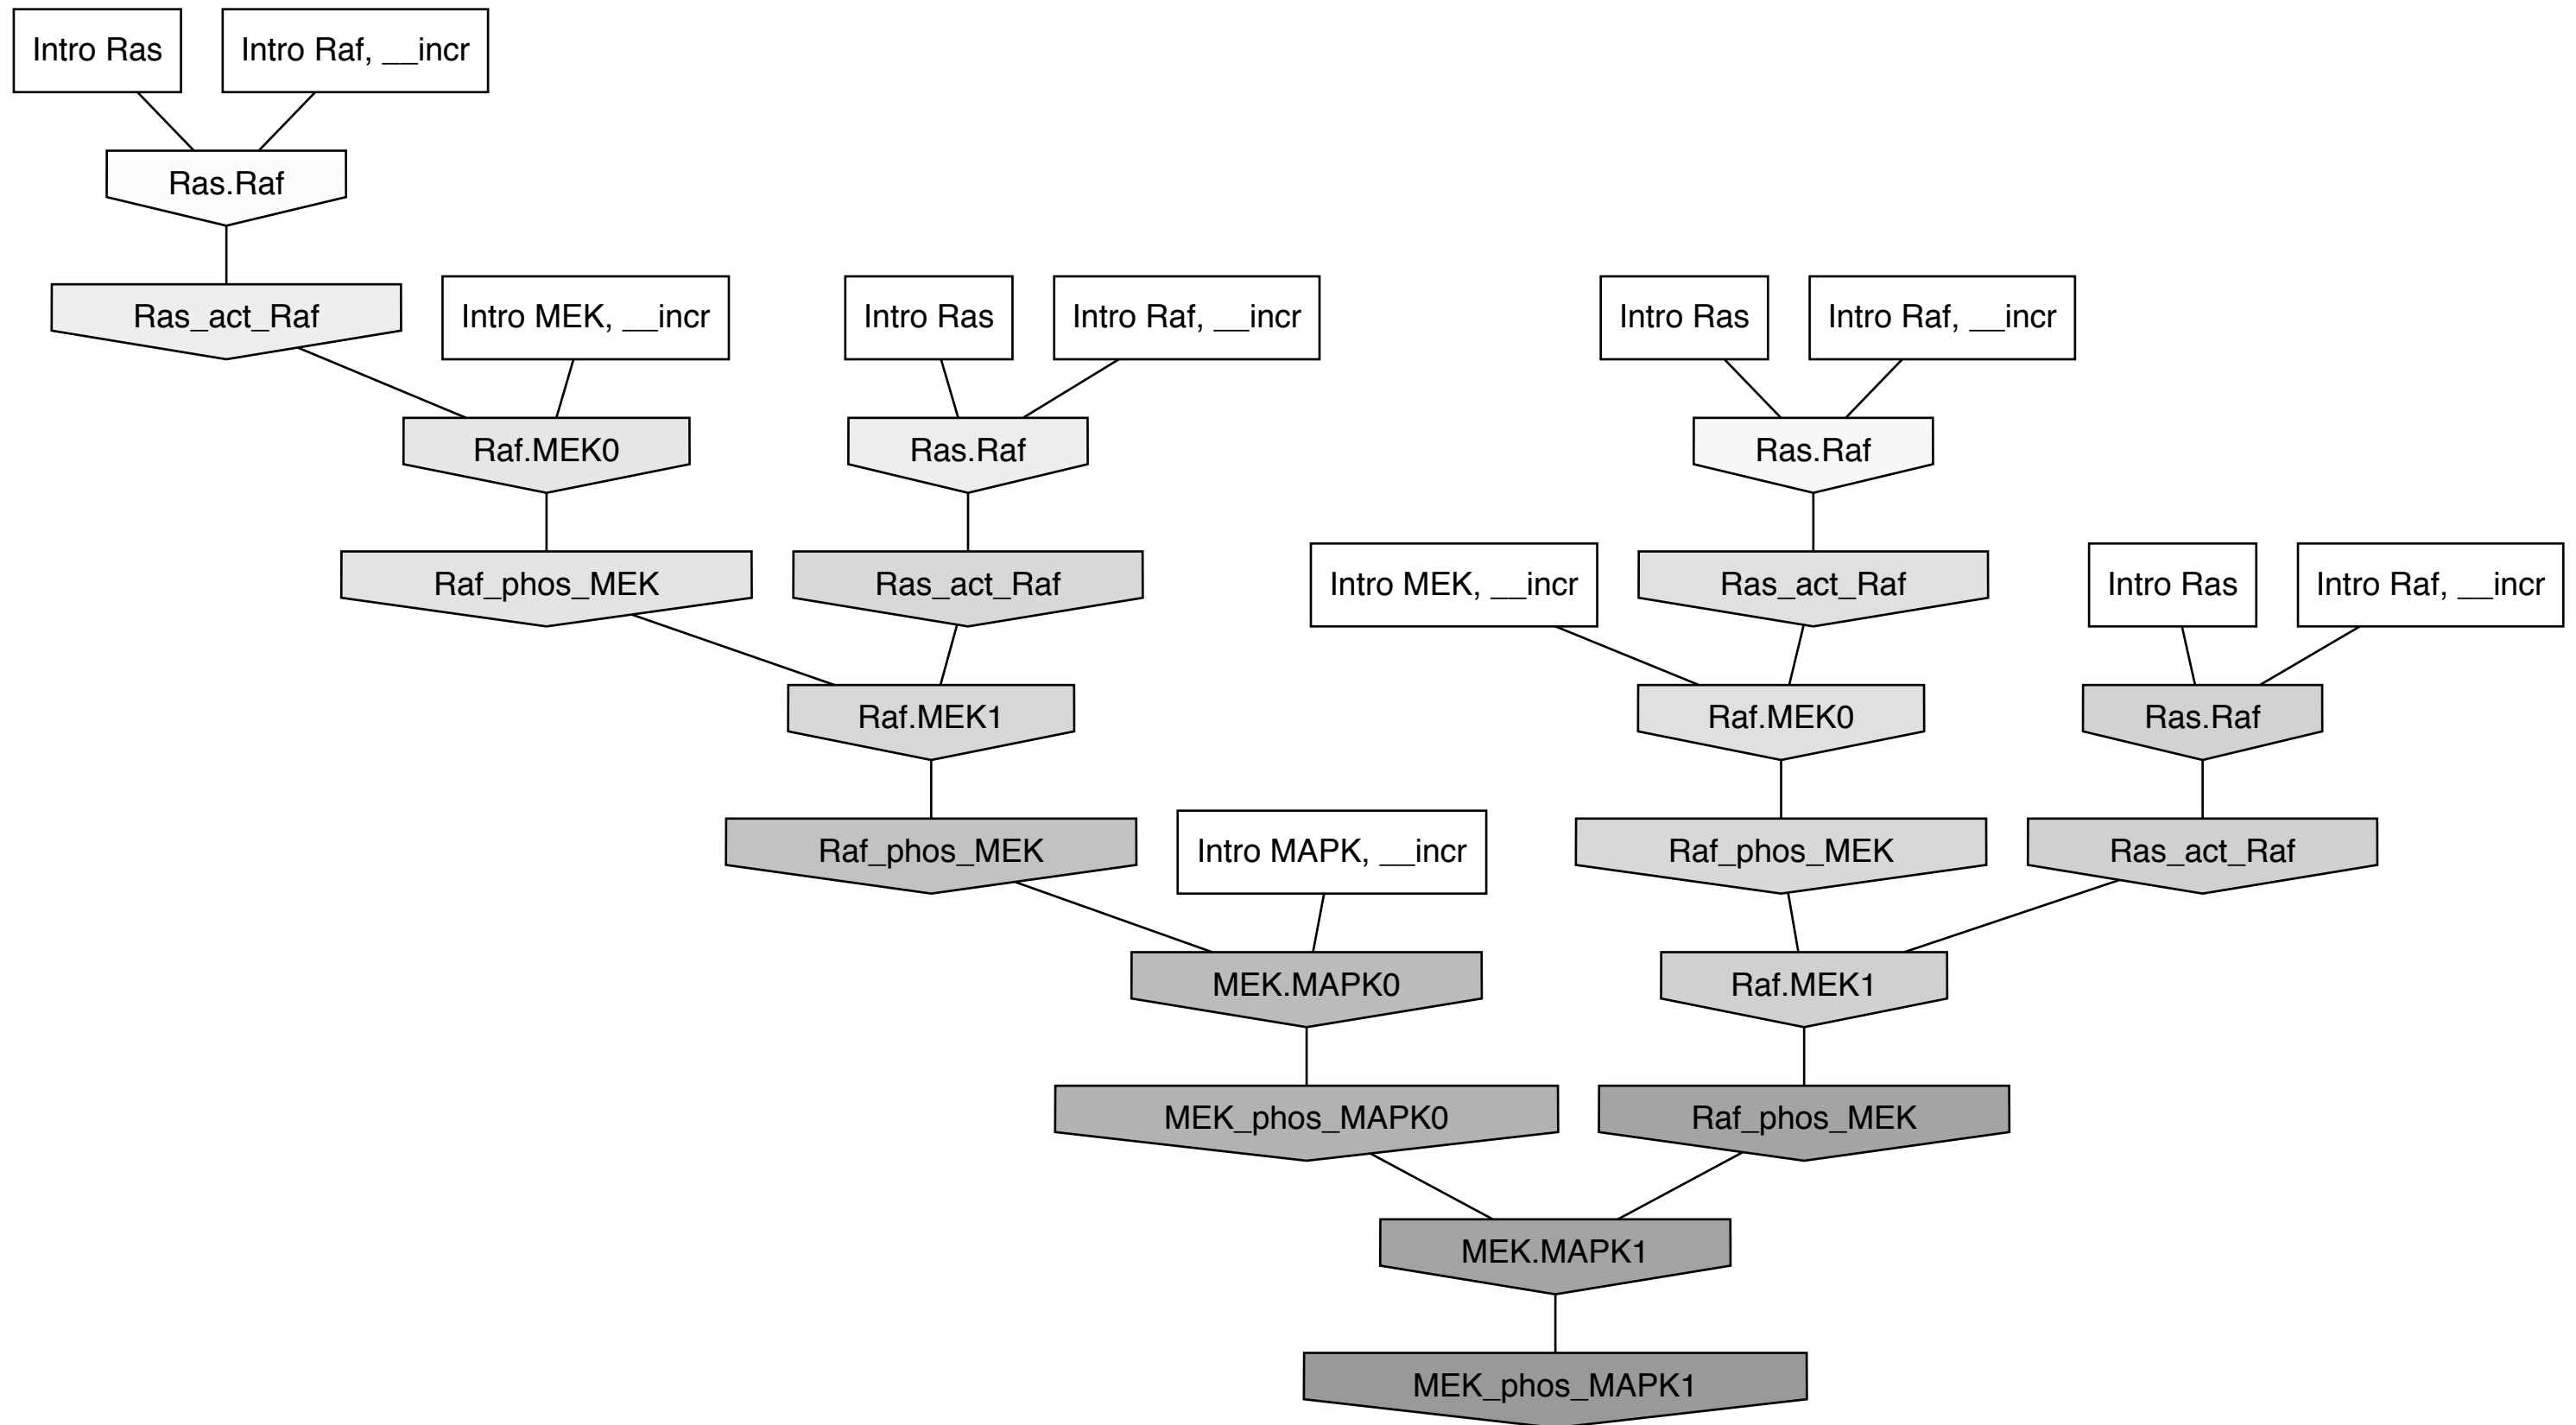 Intro Ras
Intro Raf, __incr
Ras.Raf
Ras_act_Raf
Intro MEK, __incr
Intro Ras
Intro Raf, __incr
Intro Ras
Intro Raf, __incr
Raf.MEK0
Ras.Raf
Ras.Raf
Raf_phos_MEK
Ras_act_Raf
Intro MEK, __incr
Ras_act_Raf
Intro Ras
Intro Raf, __incr
Raf.MEK1
Raf.MEK0
Ras.Raf
Raf_phos_MEK
Intro MAPK, __incr
Raf_phos_MEK
Ras_act_Raf
MEK.MAPK0
Raf.MEK1
MEK_phos_MAPK0
Raf_phos_MEK
MEK.MAPK1
MEK_phos_MAPK1